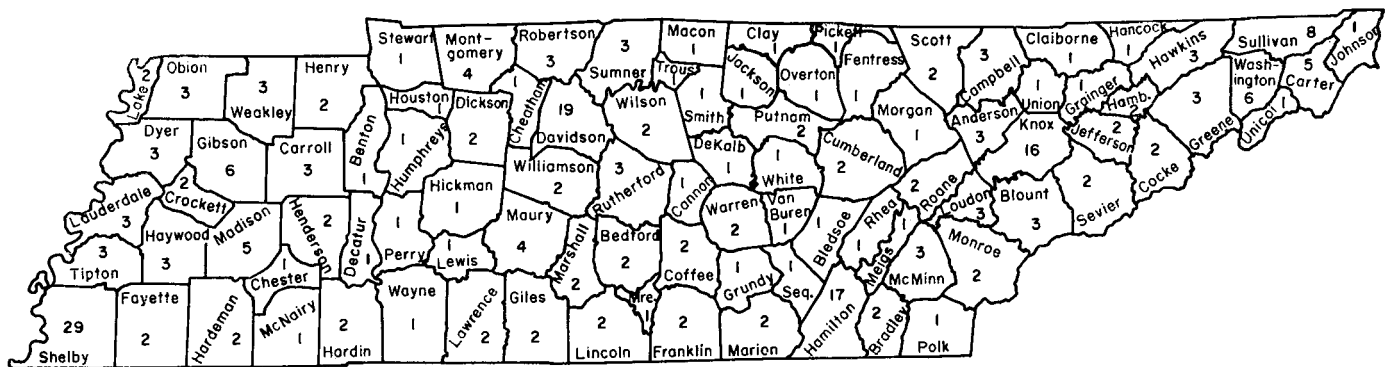 Lake
2
Obion
3
3
Weakley
Henry
2
Stewart
1
Mont-
gomery
4
Robertson
3
3
Sumner
Macon
1
Trous.
Clay
1
Pickett
1
Jackson
1
Overton
1
Fentress
1
Scott
2
3
Campbell
Claiborne
1
Hancock
1
Hawkins
3
Sullivan 8
Johnson
1
Dyer
3
Gibson
6
Carroll
3
Benton
1
Houston
1
Humphreys
Dickson
2
1
Cheatham
19
Davidson
Wilson
2
1
Smith
Putnam
2
Morgan
1
Anderson
3
1
Union
Grainger
1
Hamb.
2
Jefferson
Knox
16
3
Greene
Wash-
ington
6
5
Carter
Unicoi
1
Lauderdale
3
2
Crockett
Haywood
3
Madison
5
2
Henderson
Decatur
1
1
Perry
Hickman
1
1
Lewis
Williamson
2
Maury
4
3
Rutherford
1
Cannon
DeKalb
1
1
White
Cumberland
2
Warren
2
Van
Buren
1
1
Bledsoe
Rhea
1
2
Roane
Loudon
3
Blount
3
2
Sevier
2
Cocke
3
Tipton
1
Chester
Marshall
2
Bedford
2
Mre.
1
2
Coffee
1
Grundy
1
Seq.
17
Hamilton
Meigs
1
3
McMinn
Monroe
2
29
Shelby
Fayette
2
Hardeman
2
McNairy
1
2
Hardin
Wayne
1
Lawrence
2
Giles
2
2
Lincoln
2
Franklin
2
Marion
2
Bradley
1
Polk